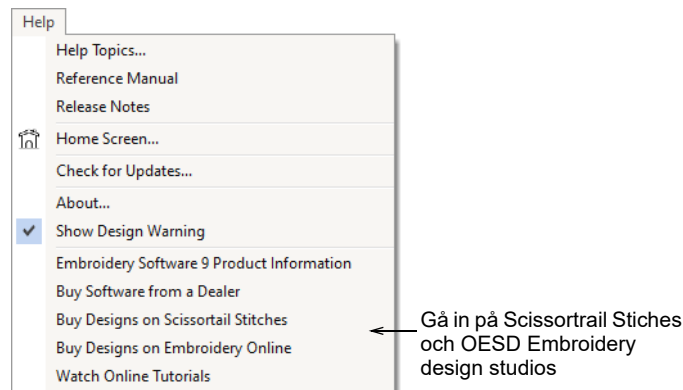 Help
Help Topics...
Reference Manual
Release Notes
Home Screen...
Check for Updates...
About...
Show Design Warning
Embroidery Software 9 Product Information
Buy Software from a Dealer
Buy Designs on Scissortail Stitches
Buy Designs on Embroidery Online
Watch Online Tutorials
Gå in på Scissortrail Stiches
och OESD Embroidery
design studios